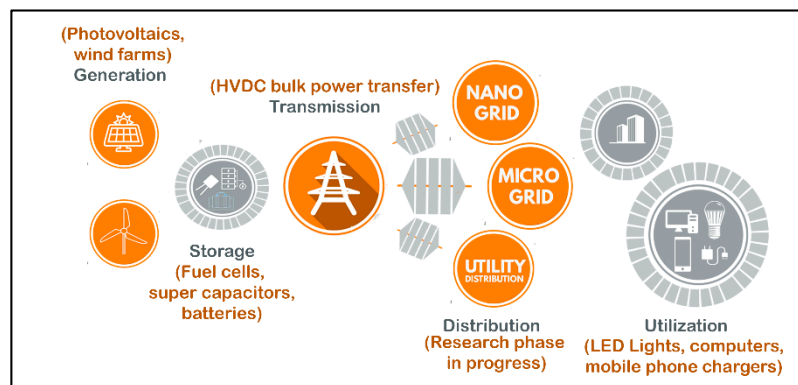 (Photovoltaics,
wind farms)
Generation
(HVDC bulk power transfer)
Transmission
NANO
GRID
MICRO
GRID
UTILITY
DISTRIBUTION
Storage
(Fuel cells,
super capacitors,
batteries)
Distribution
(Research phase
in progress)
Utilization
(LED Lights, computers,
mobile phone chargers)